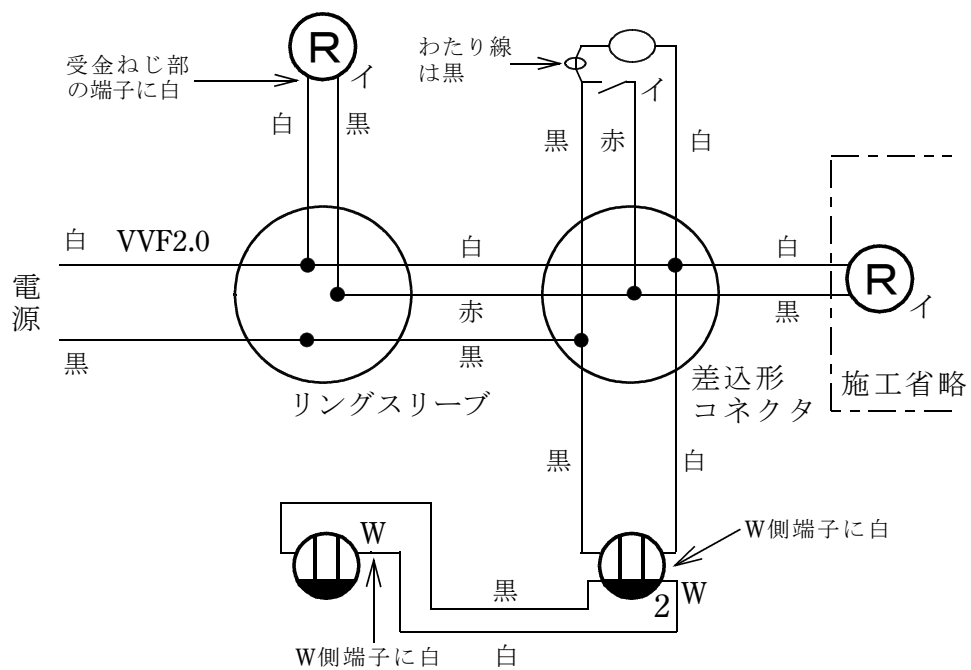 R
イ
受金ねじ部
の端子に白
白
黒
わたり線
は黒
イ
黒
赤
白
白
VVF2.0
白
白
R
イ
電源
赤
黒
黒
黒
リングスリーブ
差込形
コネクタ
施工省略
黒
白
W
W側端子に白
黒
2
W
W側端子に白
白